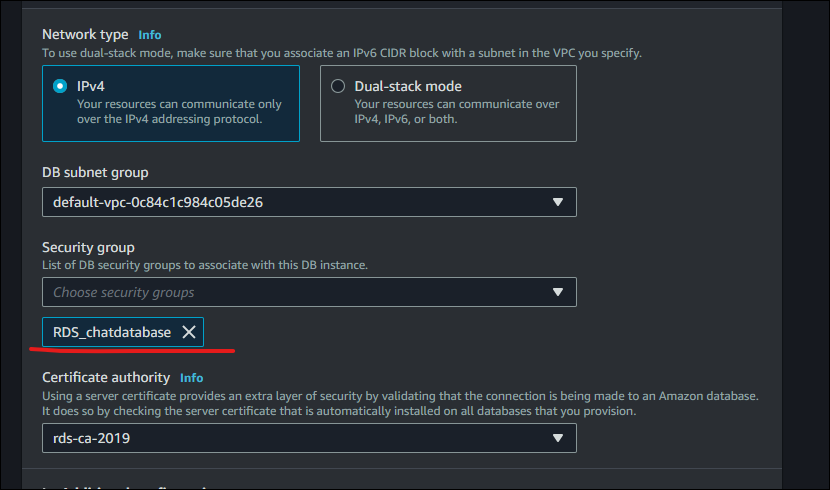 Network type Info
To use dual-stack mode, make sure that you associate an IPv6 CIDR block with a subnet in the VPC you specify.
IPv4
Your resources can communicate only
over the IPv4 addressing protocol.
Dual-stack mode
Your resources can communicate over
IPv4, IPv6, or both.
DB subnet group
default-vpc-0c84c1c984c05de26
Security group
List of DB security groups to associate with this DB instance.
Choose security groups
RDS_chatdatabase
Certificate authority Info
Using a server certificate provides an extra layer of security by validating that the connection is being made to an Amazon database.
It does so by checking the server certificate that is automatically installed on all databases that you provision.
rds-ca-2019